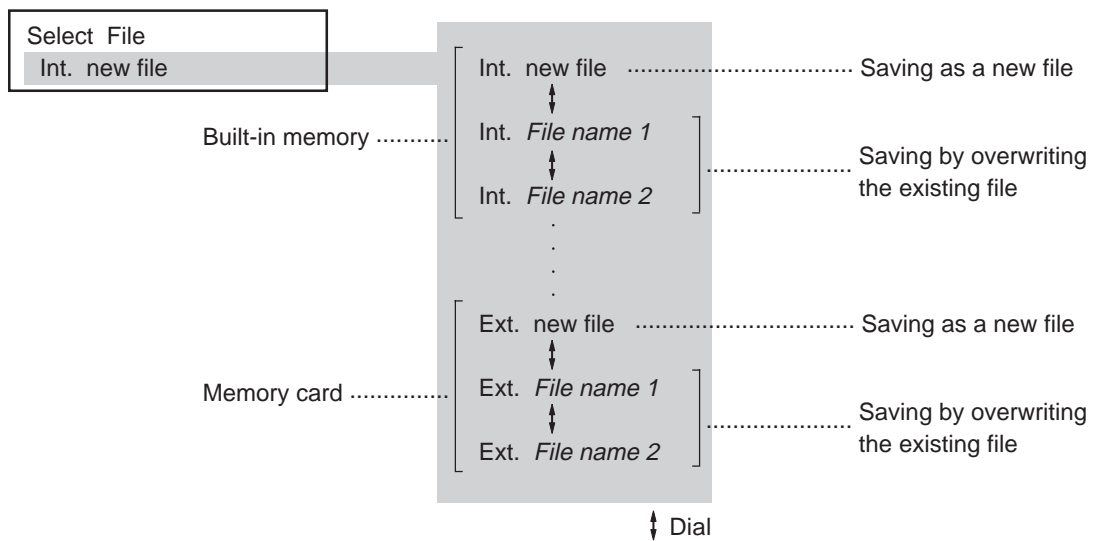 Select File
Int. new file
Int. new file ................................ Saving as a new file
Built-in memory ...........
Int. File name 1
Int. File name 2
..................... Saving by overwriting
the existing file
.
.
.
.
Ext. new file ............................... Saving as a new file
Memory card ..............
Ext. File name 1
Ext. File name 2
..................... Saving by overwriting
the existing file
Dial